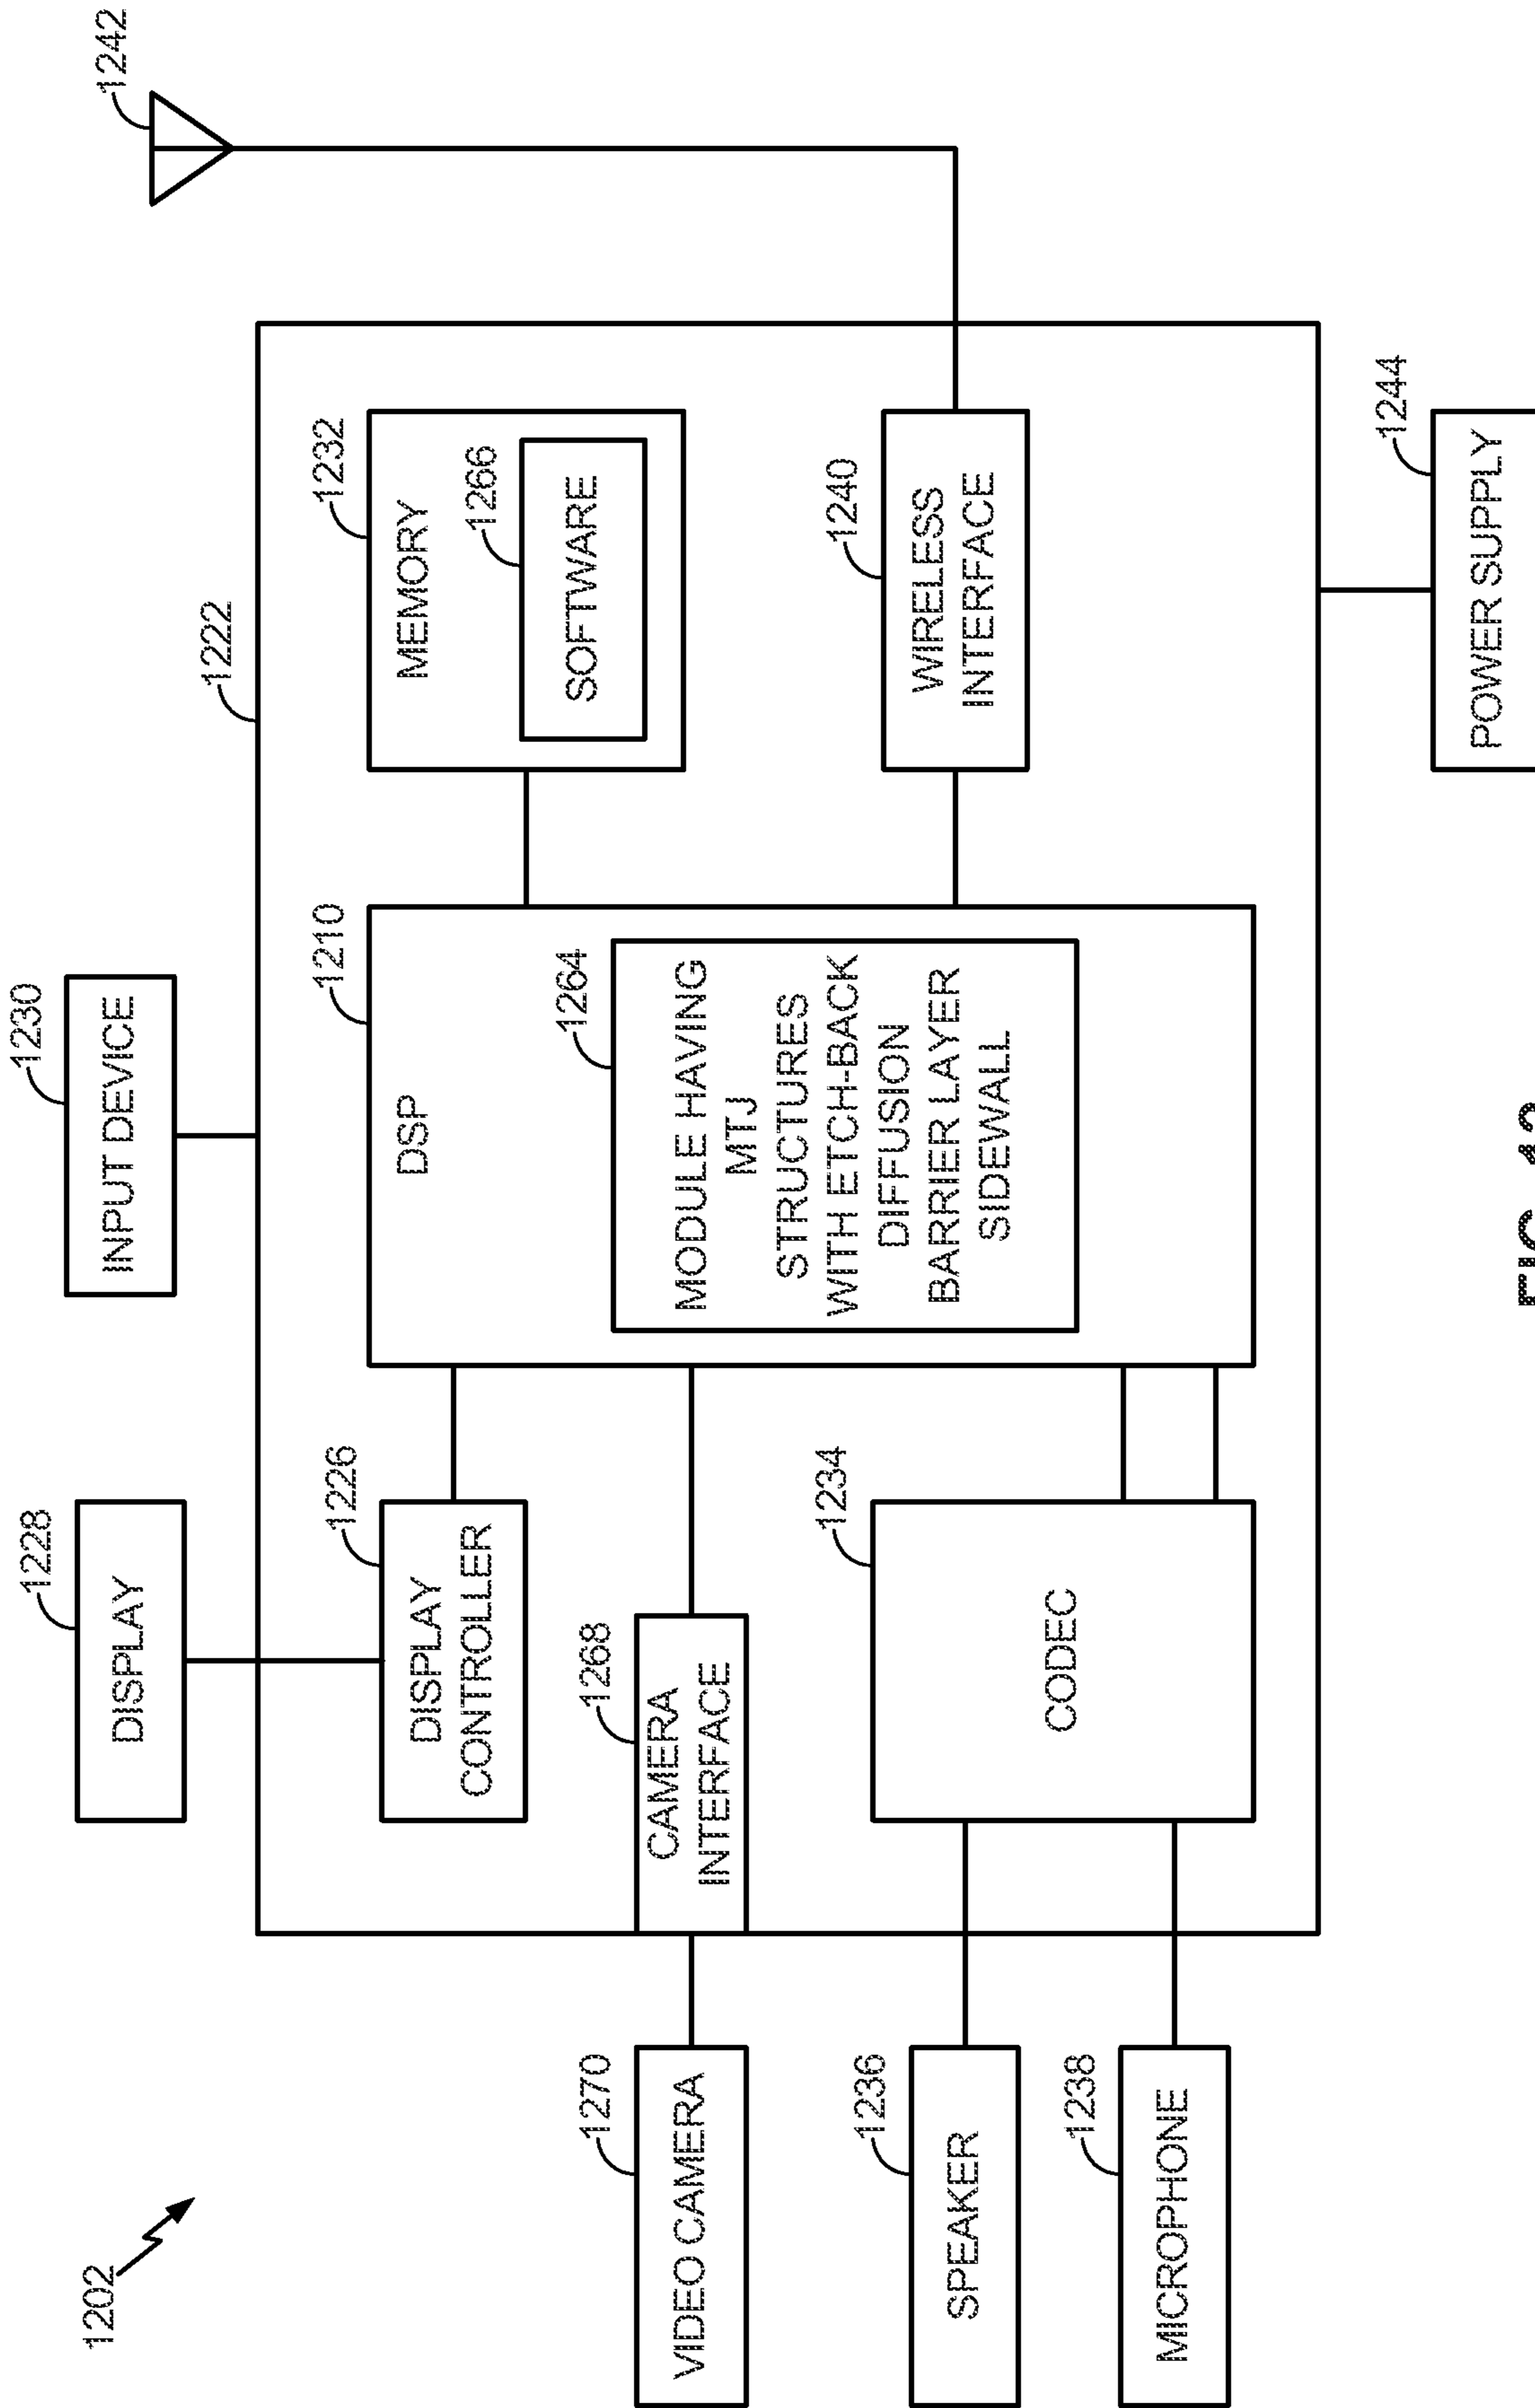 1202
1228
DISPLAY
1230
INPUT DEVICE
1242
1222
1226
DISPLAY
CONTROLLER
1210
DSP
1264
MODULE HAVING
MTJ
STRUCTURES
WITH ETCH-BACK
DIFFUSION
BARRIER LAYER
SIDEWALL
1232
MEMORY
1266
SOFTWARE
1270
VIDEO CAMERA
1268
CAMERA
INTERFACE
1236
SPEAKER
1238
MICROPHONE
1234
CODEC
1240
WIRELESS
INTERFACE
1244
POWER SUPPLY